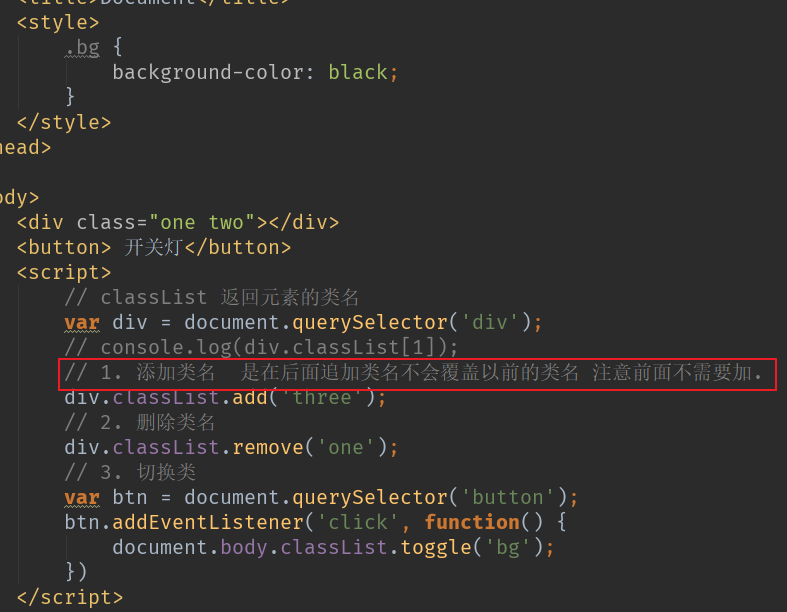 <title>Document</title>
<style>
.bg {
background-color: black;
}
</style>
head>
ody>
<div class="one two"></div>
<button> 开关灯</button>
<script>
// classList 返回元素的类名
var div = document.querySelector('div');
// console.log(div.classList[1]);
// 1. 添加类名  是在后面追加类名不会覆盖以前的类名 注意前面不需要加.
div.classList.add('three');
// 2. 删除类名
div.classList.remove('one');
// 3. 切换类
var btn = document.querySelector('button');
btn.addEventListener('click', function() {
document.body.classList.toggle('bg');
})
</script>